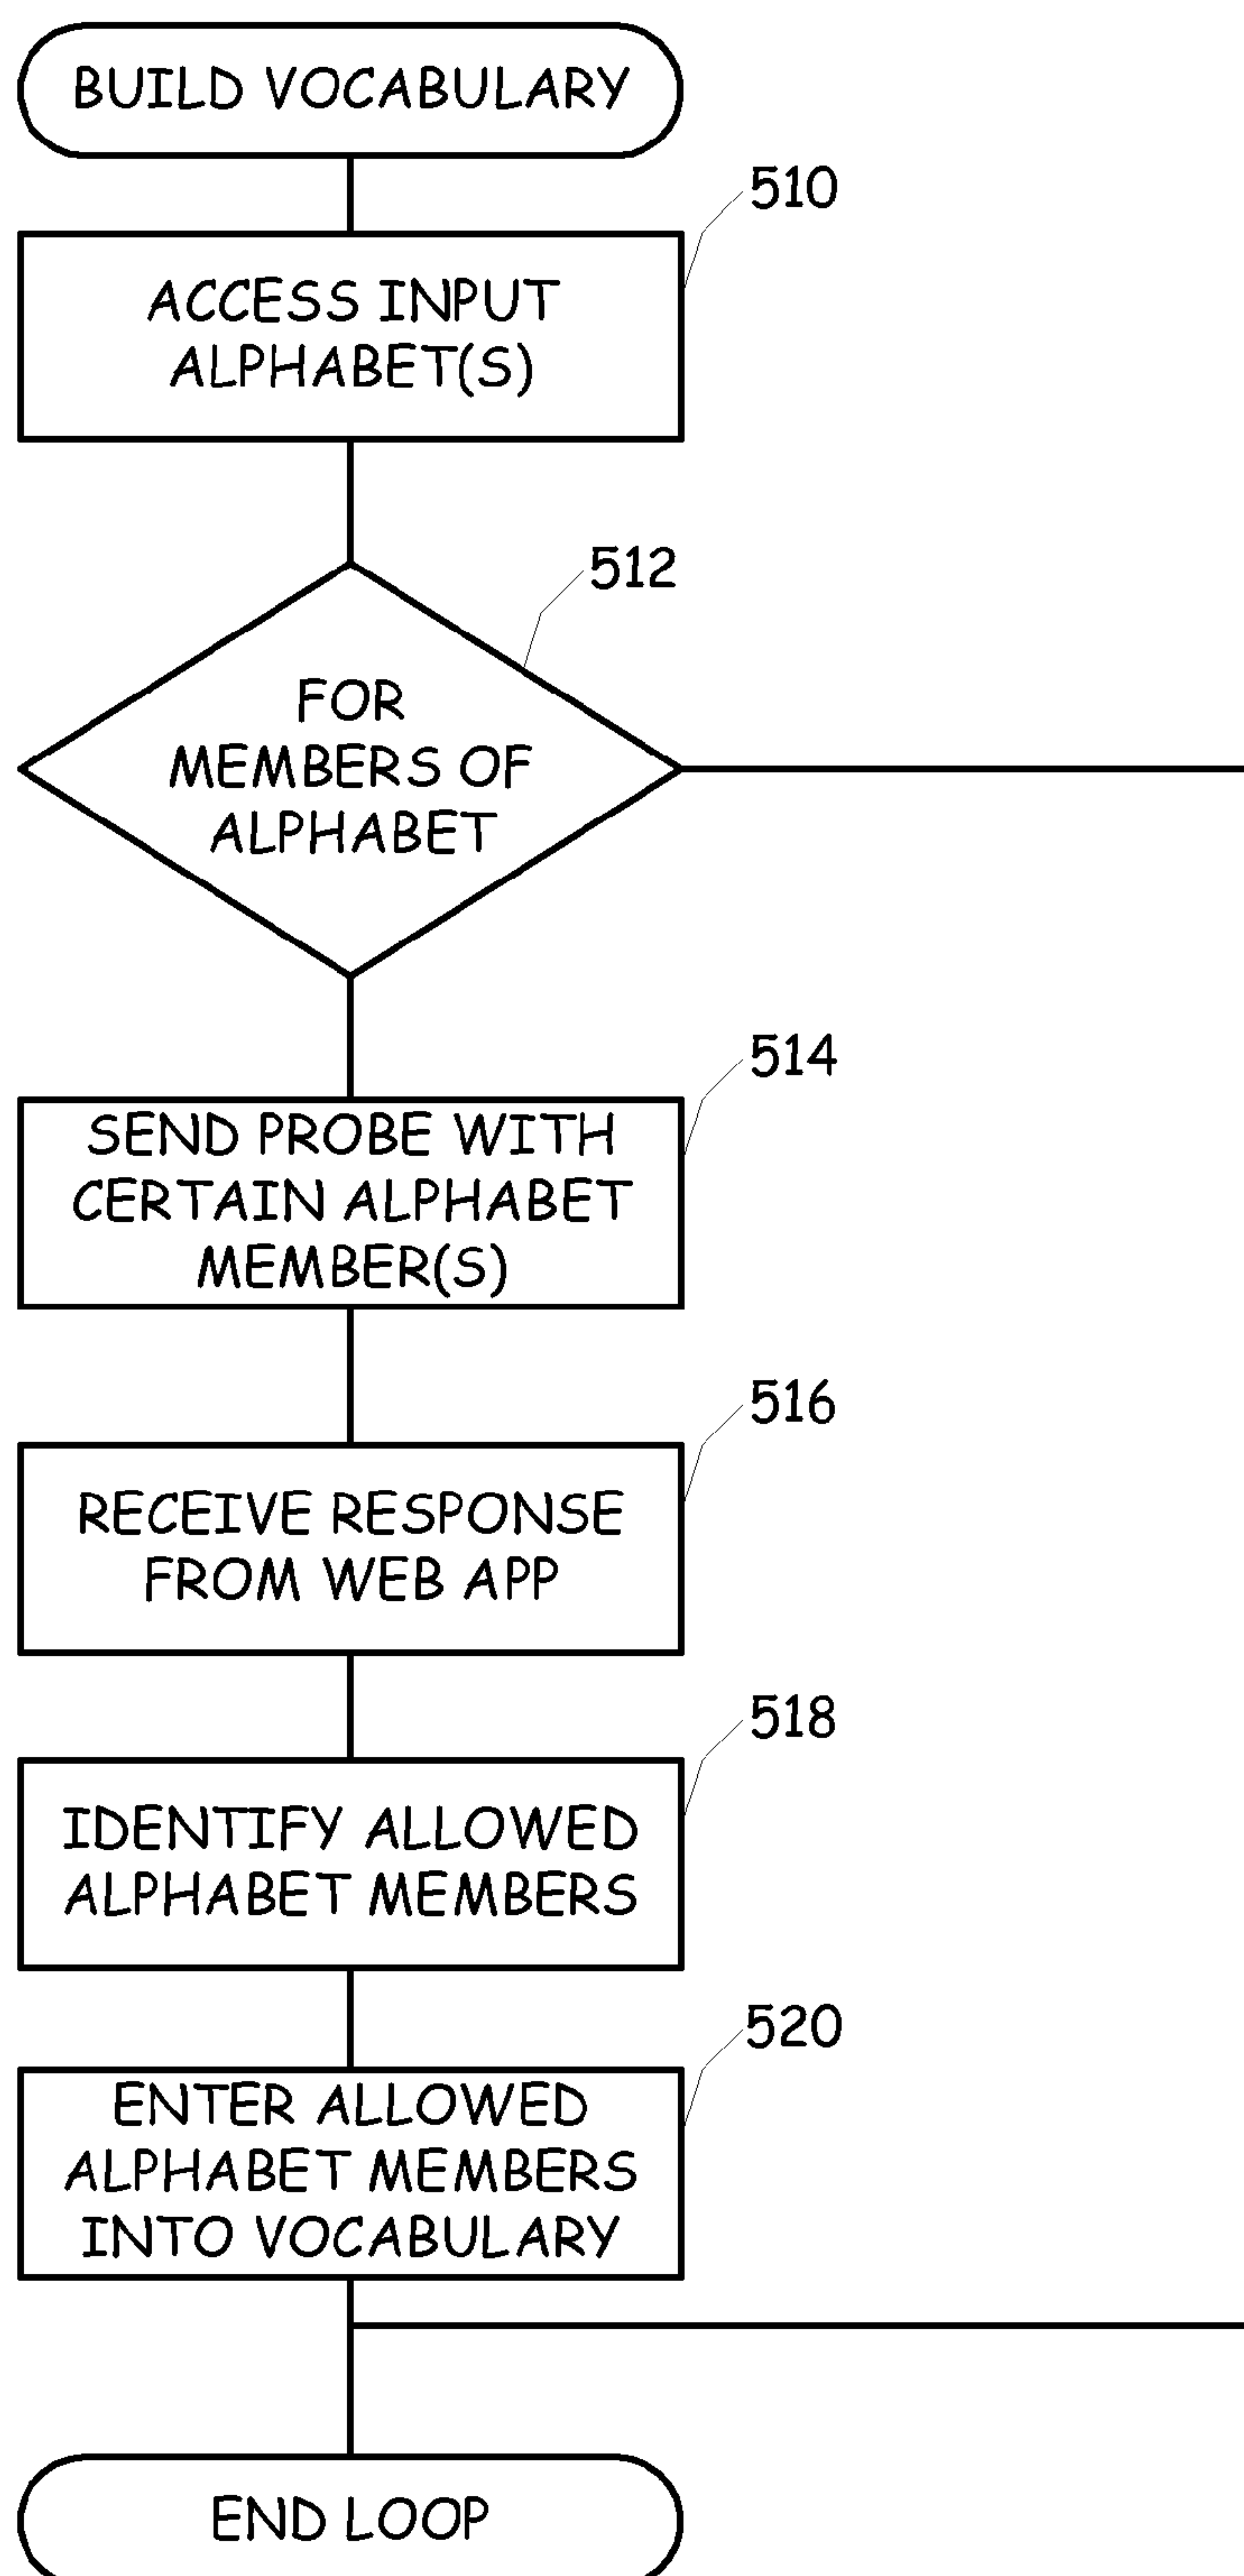 BUILD VOCABULARY
510
ACCESS INPUT
ALPHABET(S)
512
FOR
MEMBERS OF
ALPHABET
514
SEND PROBE WITH
CERTAIN ALPHABET
MEMBER(S)
516
RECEIVE RESPONSE
FROM WEB APP
518
IDENTIFY ALLOWED
ALPHABET MEMBERS
520
ENTER ALLOWED
ALPHABET MEMBERS
INTO VOCABULARY
END LOOP